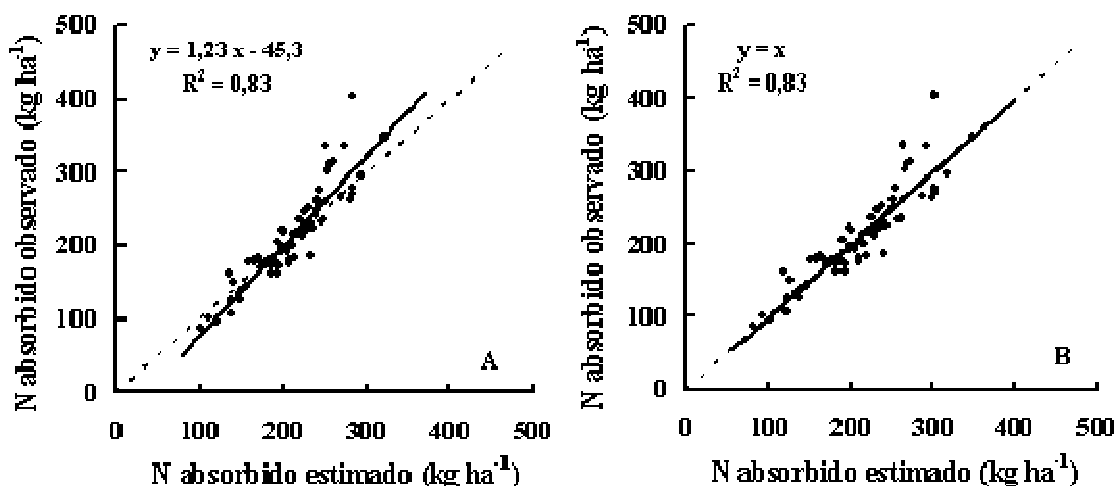 N absorbido observado (kg ha-1)
500
400
300
200
100
0
y = 1,23 x - 45,3
R2 = 0,83
A
0 100 200 300 400 500
N absorbido estimado (kg ha-1)
N absorbido observado (kg ha-1)
500
400
300
200
100
0
y = x
R2 = 0,83
B
0 100 200 300 400 500
N absorbido estimado (kg ha-1)